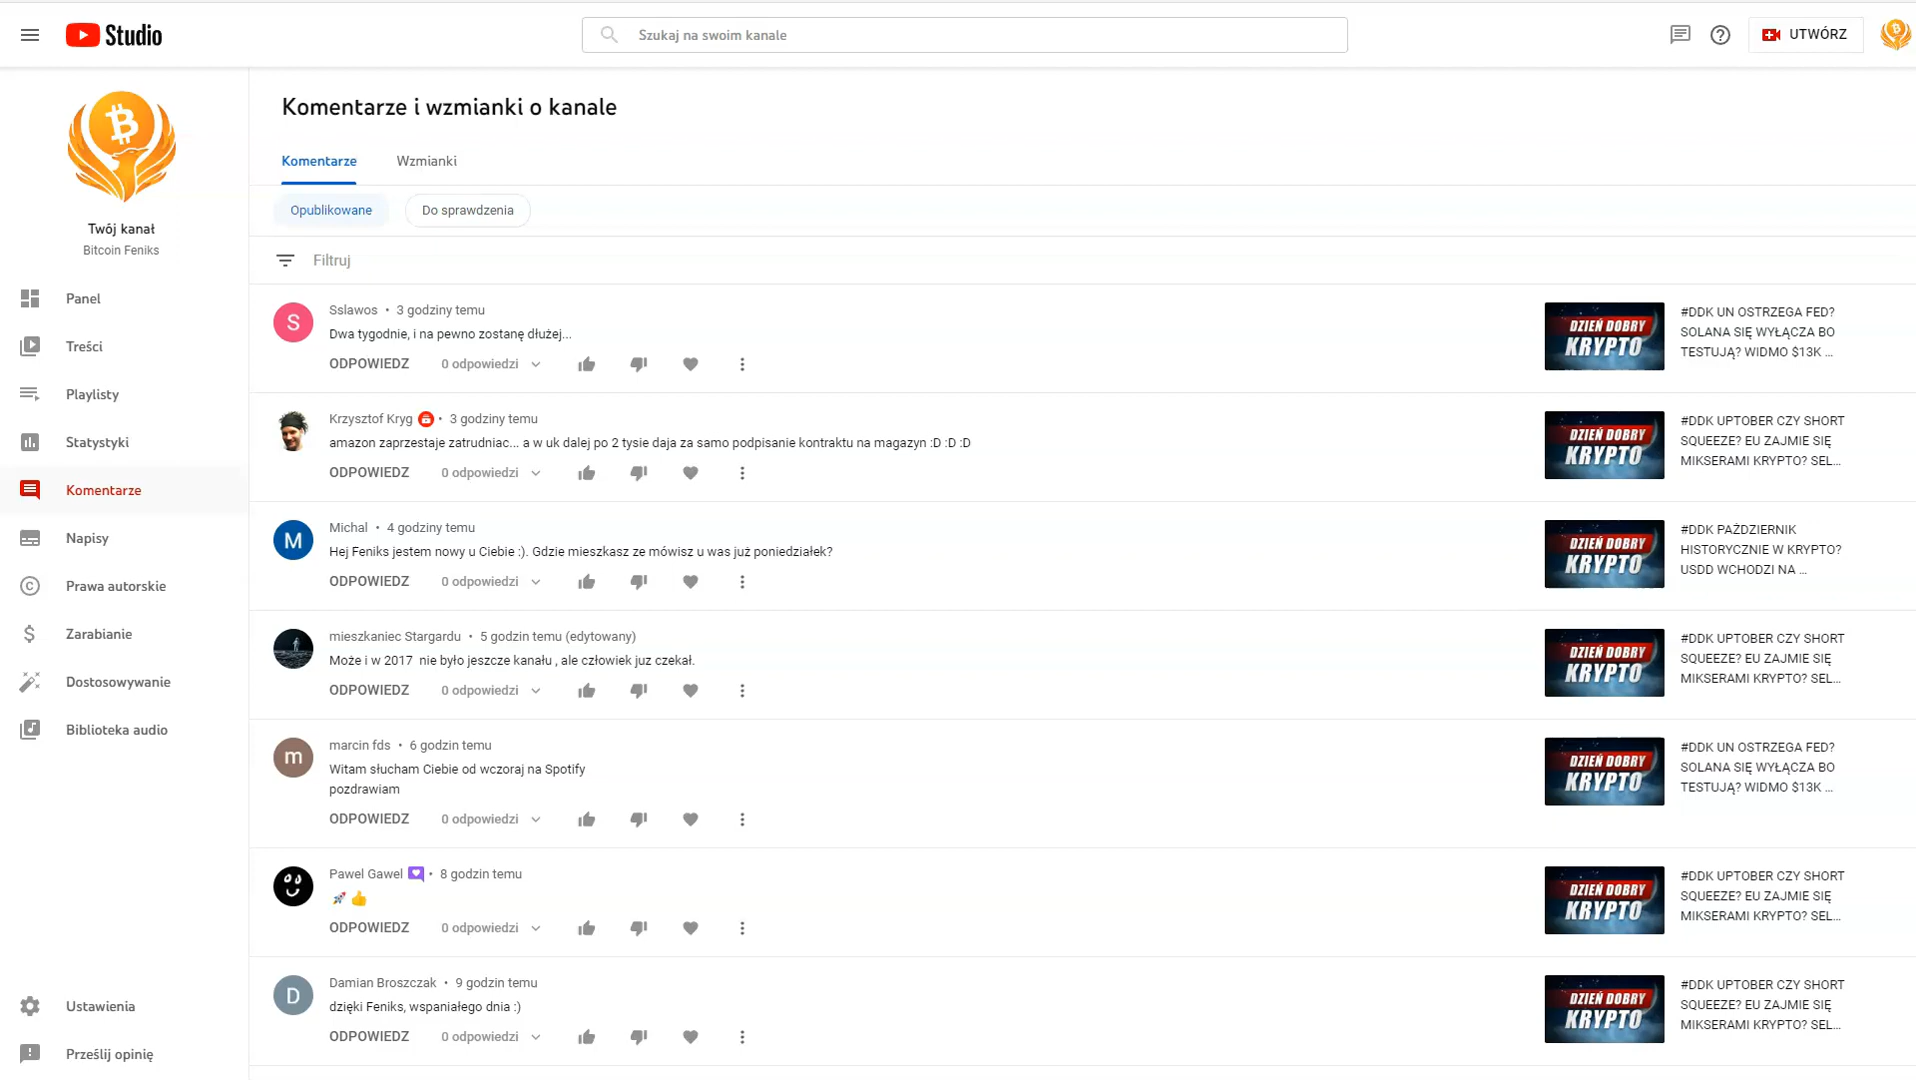 Studio
Szukaj na swoim kanale
UTWÓRZ
Twój kanał
Bitcoin Feniks
Panel
Treści
Playlisty
Statystyki
Komentarze
Napisy
Prawa autorskie
Zarabianie
Dostosowywanie
Biblioteka audio
Ustawienia
Prześlij opinię
Komentarze i wzmianki o kanale
Komentarze
Wzmianki
Opublikowane
Do sprawdzenia
Filtruj
S
Sslawos • 3 godziny temu
Dwa tygodnie, i na pewno zostanę dłużej...
ODPOWIEDZ
0 odpowiedzi
DZIEŃ DOBRY
KRYPTO
#DDK UN OSTRZEGA FED?
SOLANA SIĘ WYŁĄCZA BO
TESTUJĄ? WIDMO $13K ...
Krzysztof Kryg • 3 godziny temu
amazon zaprzestaje zatrudniac... a w uk dalej po 2 tysie daja za samo podpisanie kontraktu na magazyn :D :D :D
ODPOWIEDZ
0 odpowiedzi
DZIEŃ DOBRY
KRYPTO
#DDK UPTOBER CZY SHORT
SQUEEZE? EU ZAJMIE SIĘ
MIKSERAMI KRYPTO? SEL...
M
Michal • 4 godziny temu
Hej Feniks jestem nowy u Ciebie :). Gdzie mieszkasz ze mówisz u was już poniedziałek?
ODPOWIEDZ
0 odpowiedzi
DZIEŃ DOBRY
KRYPTO
#DDK PAŹDZIERNIK
HISTORYCZNIE W KRYPTO?
USDD WCHODZI NA ...
mieszkaniec Stargardu • 5 godzin temu (edytowany)
Może i w 2017 nie było jeszcze kanału , ale człowiek juz czekał.
ODPOWIEDZ
0 odpowiedzi
DZIEŃ DOBRY
KRYPTO
#DDK UPTOBER CZY SHORT
SQUEEZE? EU ZAJMIE SIĘ
MIKSERAMI KRYPTO? SEL...
m
marcin fds • 6 godzin temu
Witam słucham Ciebie od wczoraj na Spotify
pozdrawiam
ODPOWIEDZ
0 odpowiedzi
DZIEŃ DOBRY
KRYPTO
#DDK UN OSTRZEGA FED?
SOLANA SIĘ WYŁĄCZA BO
TESTUJĄ? WIDMO $13K ...
Pawel Gawel • 8 godzin temu
🚀 👍
ODPOWIEDZ
0 odpowiedzi
DZIEŃ DOBRY
KRYPTO
#DDK UPTOBER CZY SHORT
SQUEEZE? EU ZAJMIE SIĘ
MIKSERAMI KRYPTO? SEL...
D
Damian Broszczak • 9 godzin temu
dzięki Feniks, wspaniałego dnia :)
ODPOWIEDZ
0 odpowiedzi
DZIEŃ DOBRY
KRYPTO
#DDK UPTOBER CZY SHORT
SQUEEZE? EU ZAJMIE SIĘ
MIKSERAMI KRYPTO? SEL...